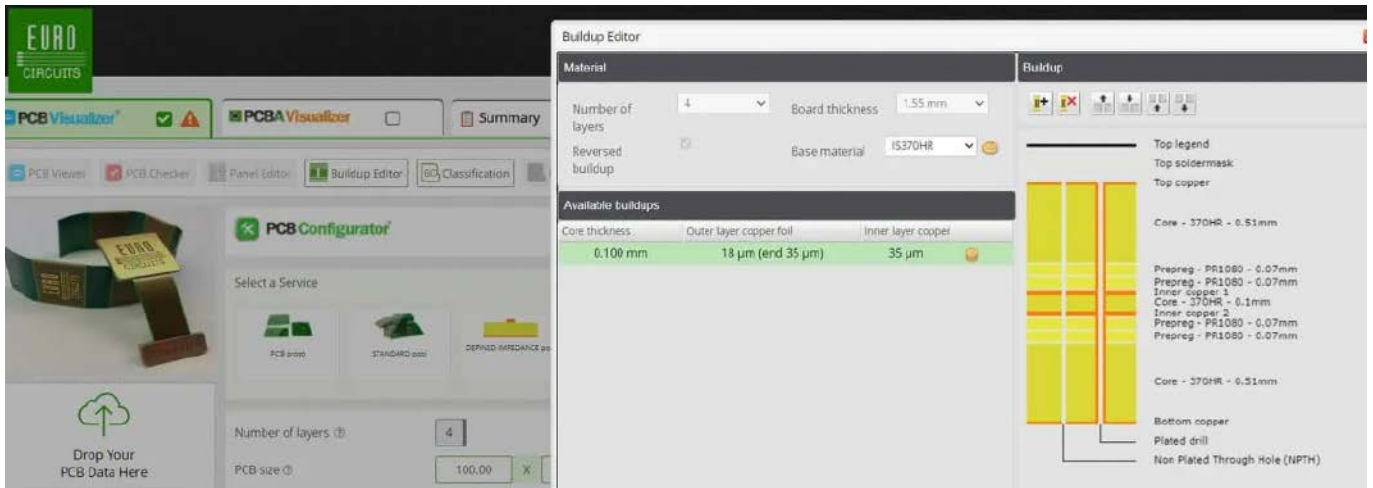 EURO
CIRCUITS
PCB Visualizer
PCBA Visualizer
Summary
PCB Viewer
PCB Checker
Panel Editor
Buildup Editor
Classification
EURO
CIRCUITS
PCB Configurator
Select a Service
PCB proto
STANDARD pool
DEFINED IMPEDANCE po
Drop Your
PCB Data Here
Number of layers
4
PCB size
100.00
X
Buildup Editor
Material
Number of layers
4
Board thickness
1.55 mm
Reversed buildup
Base material
IS370HR
Available buildups
Core thickness
Outer layer copper foil
Inner layer copper
0.100 mm
18 µm (end 35 µm)
35 µm
Buildup
Top legend
Top soldermask
Top copper
Core - 370HR - 0.51mm
Prepreg - PR1080 - 0.07mm
Prepreg - PR1080 - 0.07mm
Inner copper 1
Core - 370HR - 0.1mm
Inner copper 2
Prepreg - PR1080 - 0.07mm
Prepreg - PR1080 - 0.07mm
Core - 370HR - 0.51mm
Bottom copper
Plated drill
Non Plated Through Hole (NPTH)